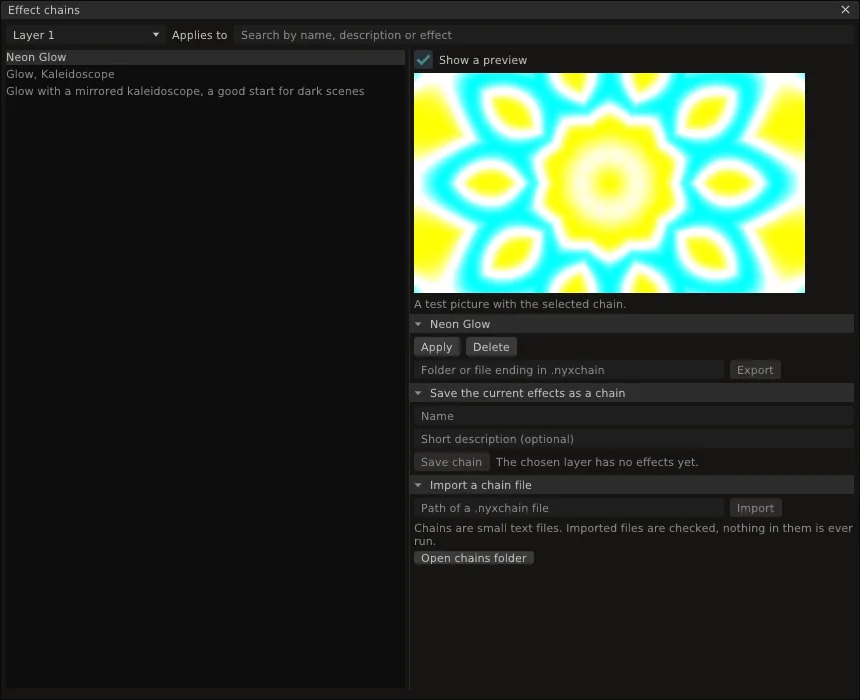 Effect chains
Layer 1
Applies to
Search by name, description or effect
Neon Glow
Glow, Kaleidoscope
Glow with a mirrored kaleidoscope, a good start for dark scenes
Show a preview
A test picture with the selected chain.
Neon Glow
Apply
Delete
Folder or file ending in .nyxchain
Export
Save the current effects as a chain
Name
Short description (optional)
Save chain
The chosen layer has no effects yet.
Import a chain file
Path of a .nyxchain file
Import
Chains are small text files. Imported files are checked, nothing in them is ever
run.
Open chains folder